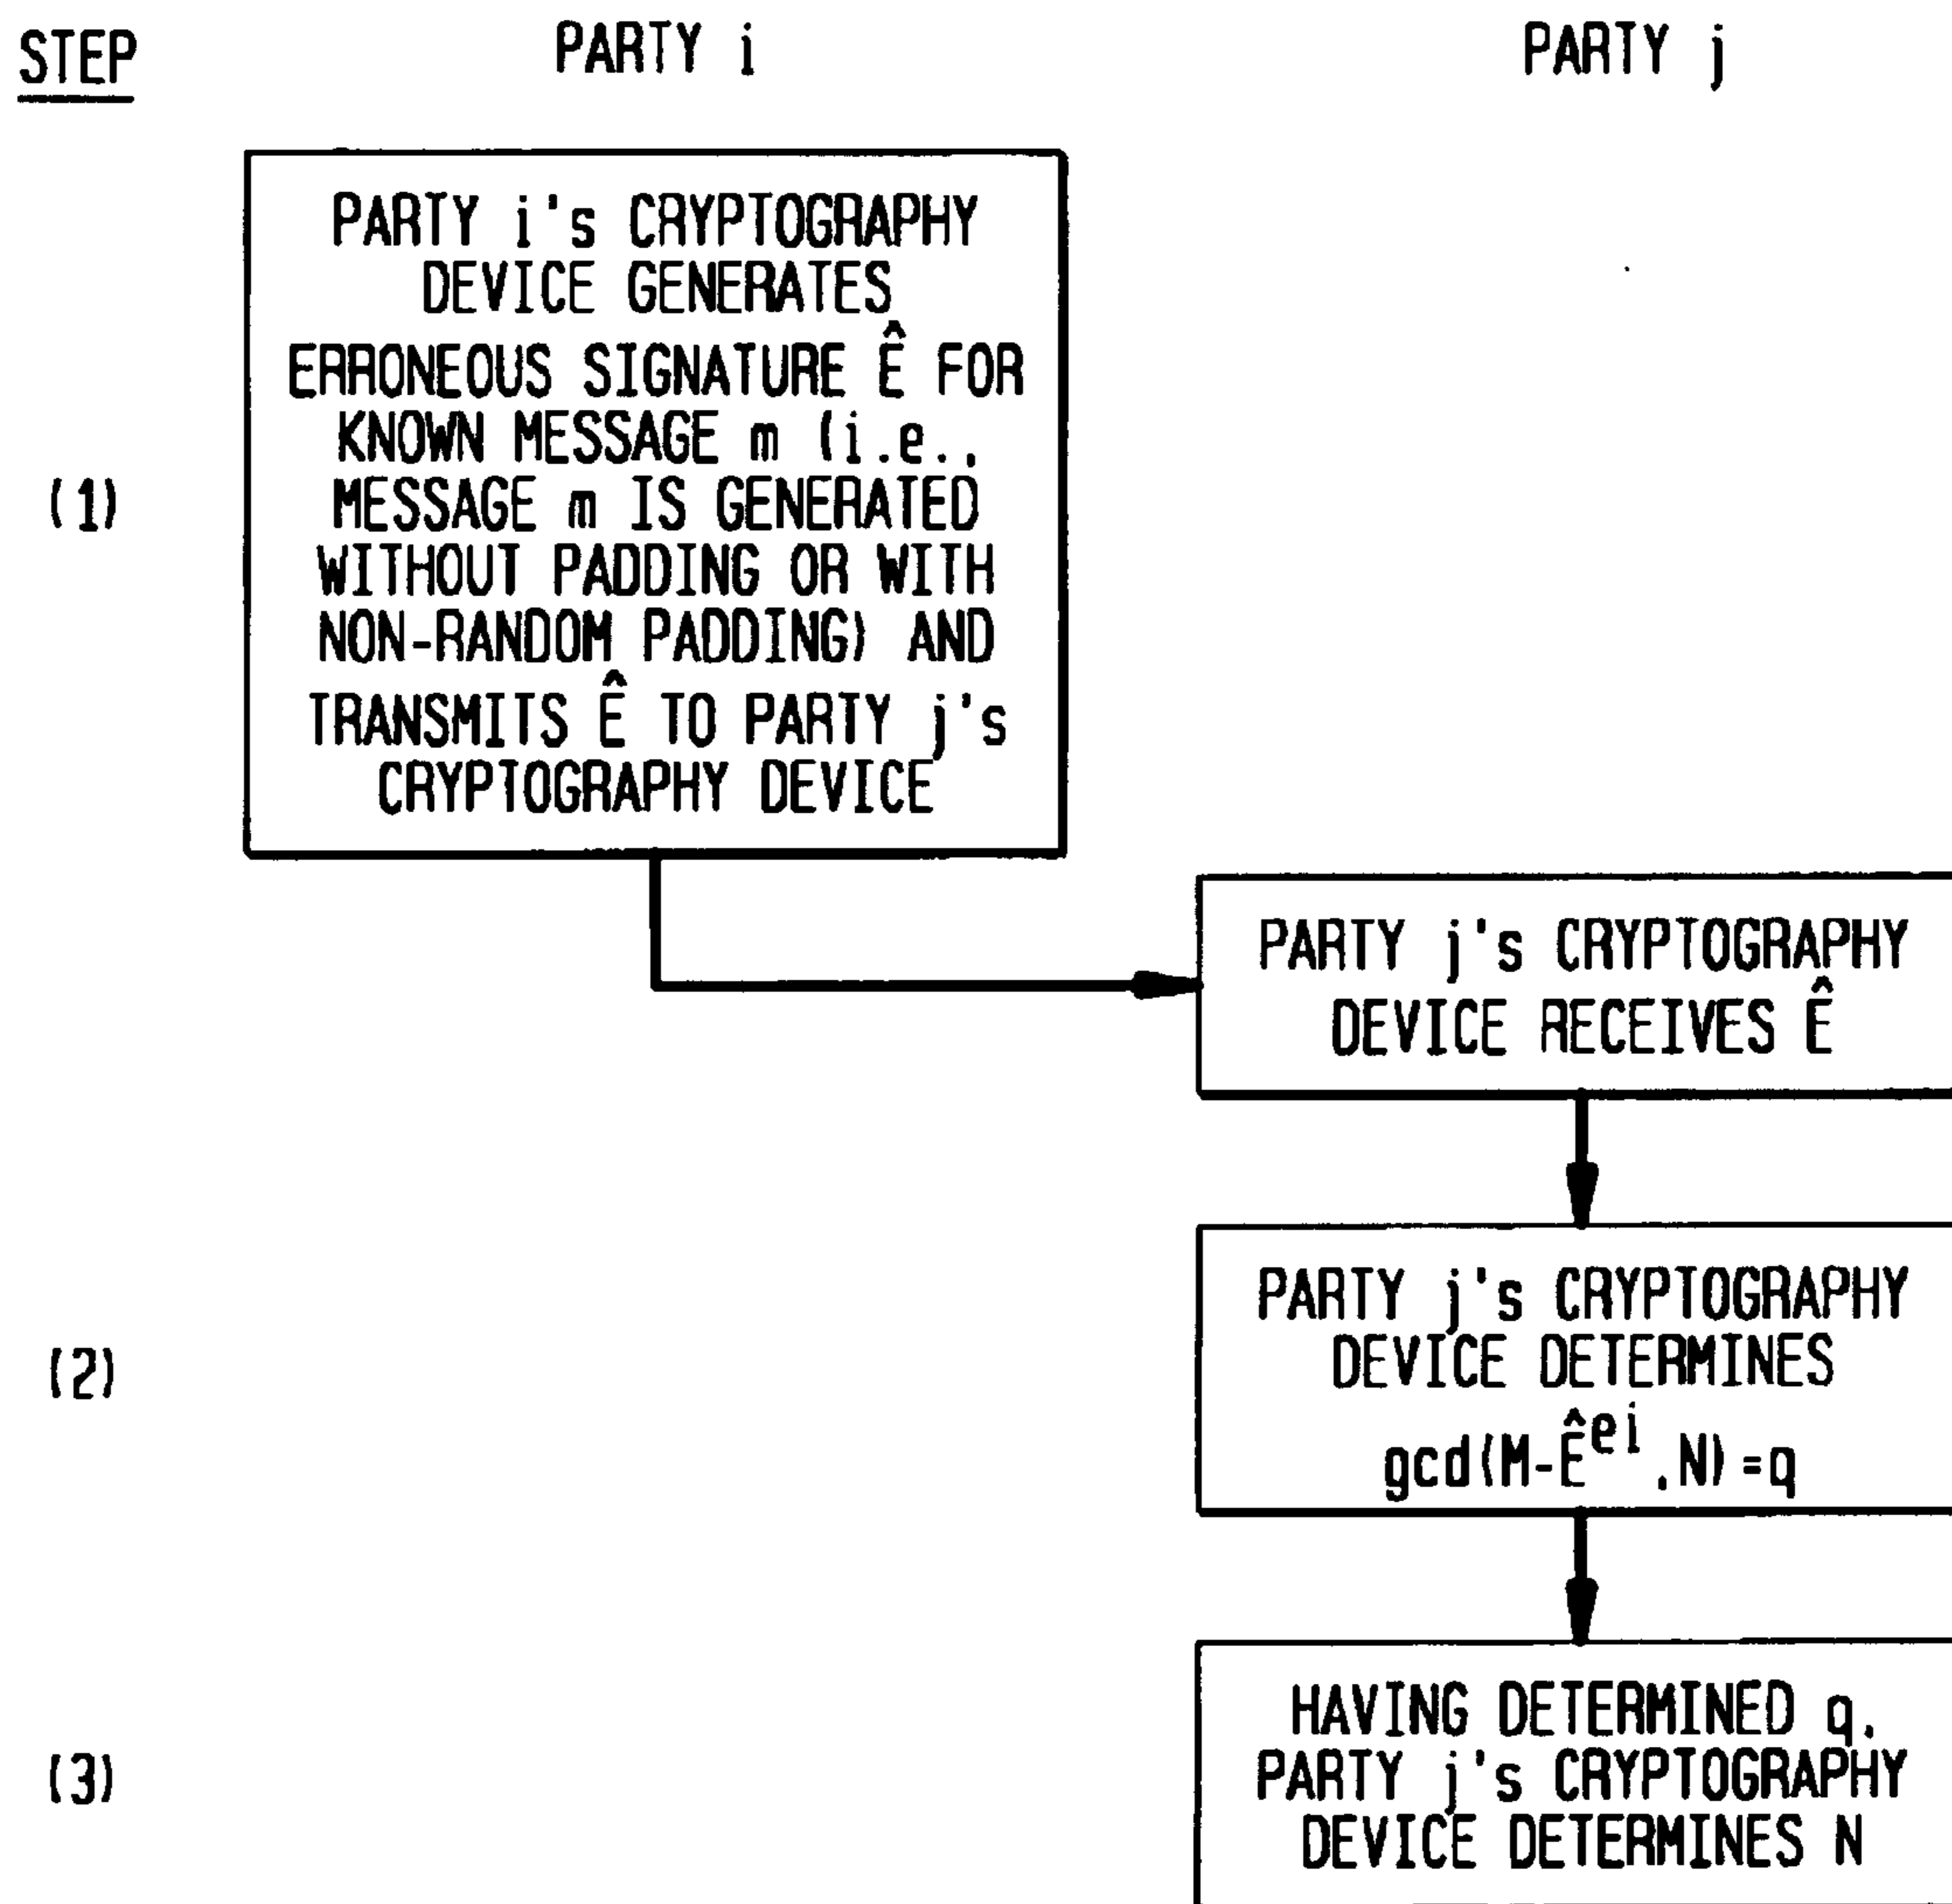 STEP
PARTY i
PARTY j
(1)
PARTY i's CRYPTOGRAPHY
DEVICE GENERATES
ERRONEOUS SIGNATURE Ê FOR
KNOWN MESSAGE m (i.e.,
MESSAGE m IS GENERATED
WITHOUT PADDING OR WITH
NON-RANDOM PADDING) AND
TRANSMITS Ê TO PARTY j's
CRYPTOGRAPHY DEVICE
PARTY j's CRYPTOGRAPHY
DEVICE RECEIVES Ê
(2)
PARTY j's CRYPTOGRAPHY
DEVICE DETERMINES
gcd(M-Ê^ei,N)=q
(3)
HAVING DETERMINED q,
PARTY j's CRYPTOGRAPHY
DEVICE DETERMINES N